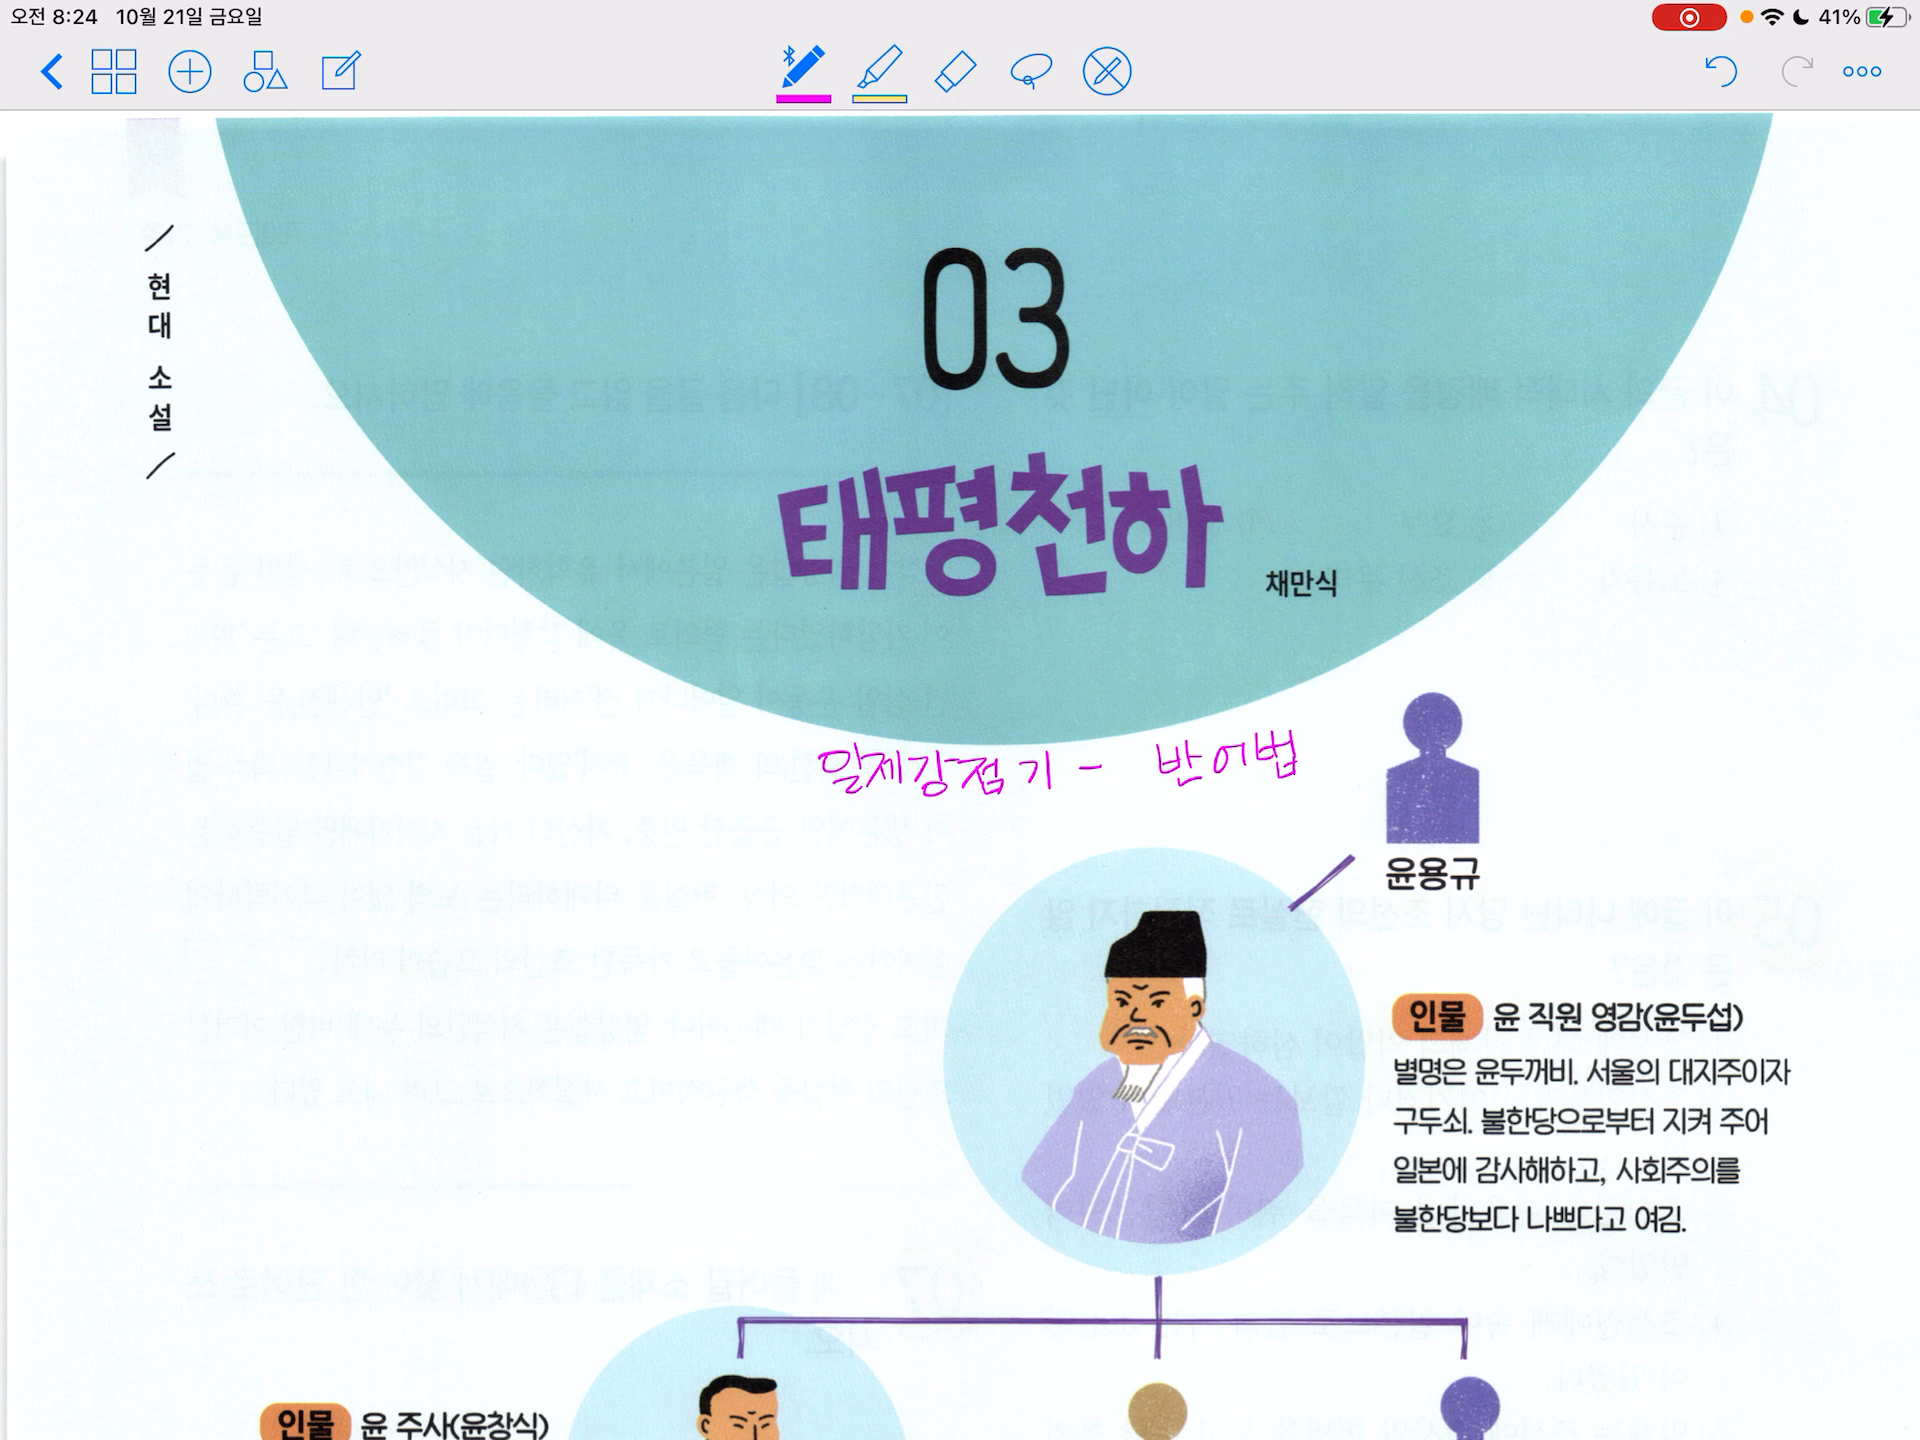 오전 8:24 10월 21일 금요일
41%
/ 현대 소설 /
03
태평천하
채만식
일제강점기 - 반어법
윤용규
인물 윤 직원 영감(윤두섭)
별명은 윤두꺼비. 서울의 대지주이자
구두쇠. 불한당으로부터 지켜 주어
일본에 감사해하고, 사회주의를
불한당보다 나쁘다고 여김.
인물 윤 주사(윤창식)